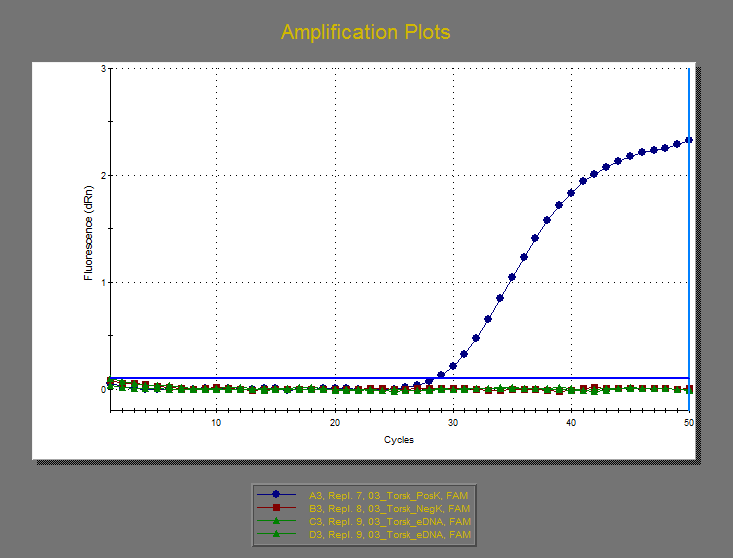 Amplification Plots
3
2
1
0
Fluorescence (dRn)
10 20 30 40 50
Cycles
A3, Repl. 7, 03_Torsk_PosK, FAM
B3, Repl. 8, 03_Torsk_NegK, FAM
C3, Repl. 9, 03_Torsk_eDNA, FAM
D3, Repl. 9, 03_Torsk_eDNA, FAM